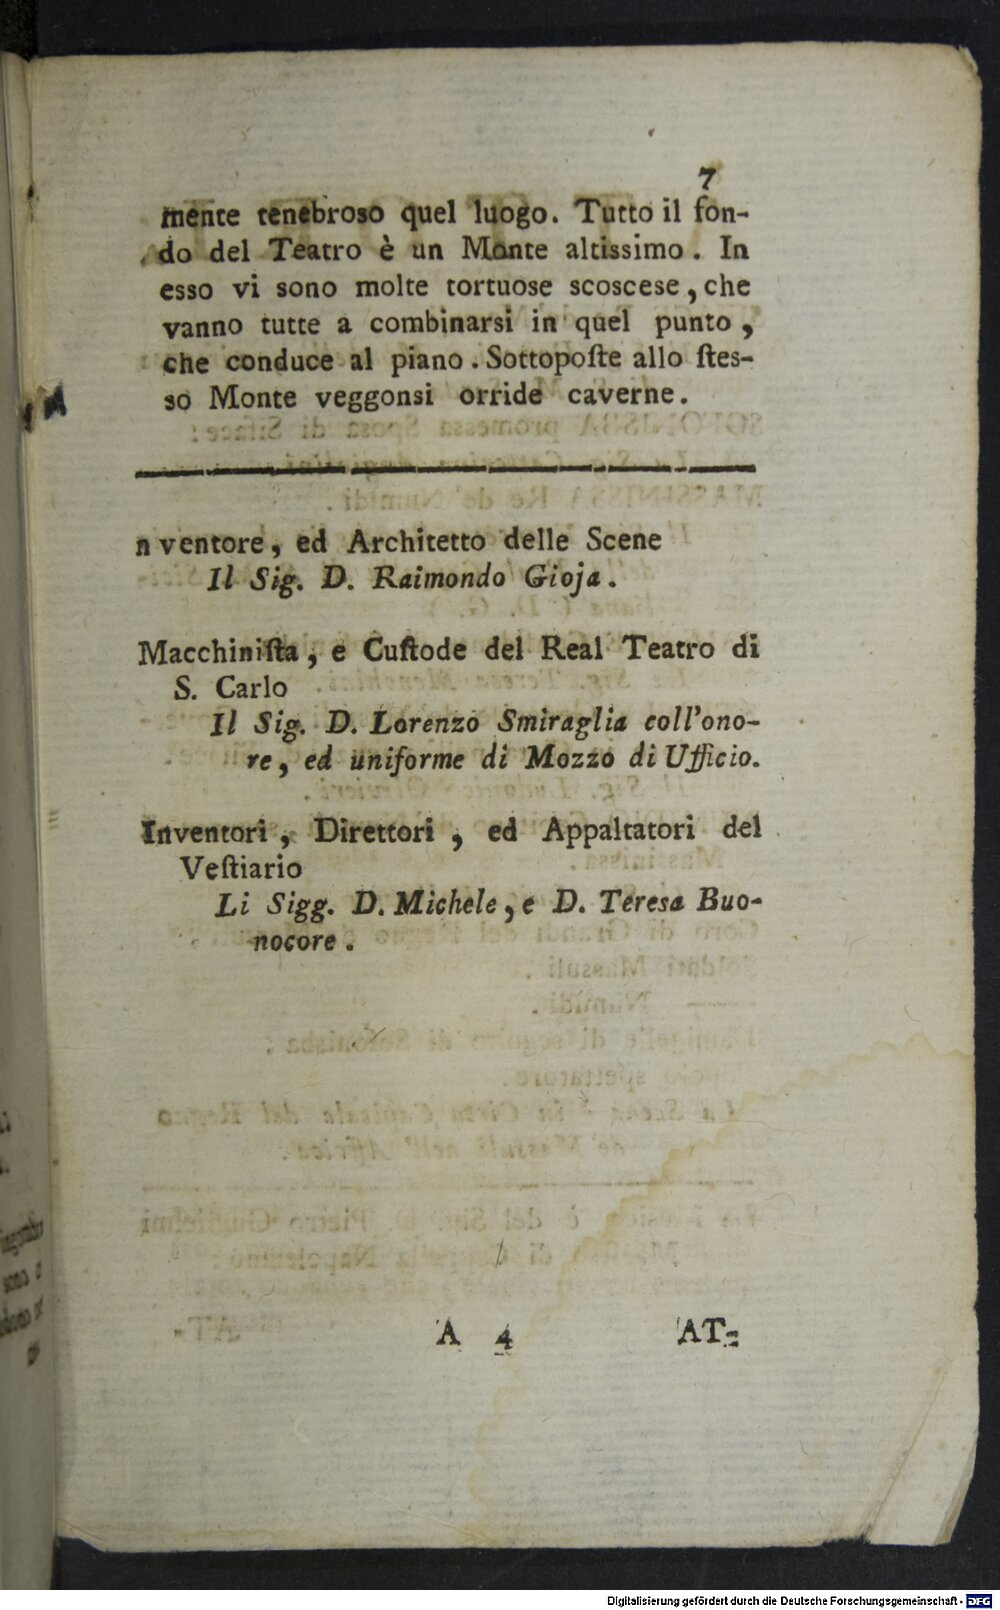 7
mente tenebroso quel luogo. Tutto il fon-
do del Teatro è un Monte altissimo. In
esso vi sono molte tortuose scoscese, che
vanno tutte a combinarsi in quel punto,
che conduce al piano. Sottopoſte allo ſtes-
so Monte veggonsi orride caverne.
nventore, ed Architetto delle Scene
Il Sig. D. Raimondo Gioja.
Macchiniſta, e Cuſtode del Real Teatro di
S. Carlo
Il Sig. D. Lorenzo Smiraglia coll'ono-
re, ed uniforme di Mozzo di Ufficio.
Inventori, Direttori, ed Appaltatori del
Veſtiario
Li Sigg. D. Michele, e D. Teresa Buo-
nocore.
A 4 AT-
Digitalisierung gefördert durch die Deutsche Forschungsgemeinschaft - DFG